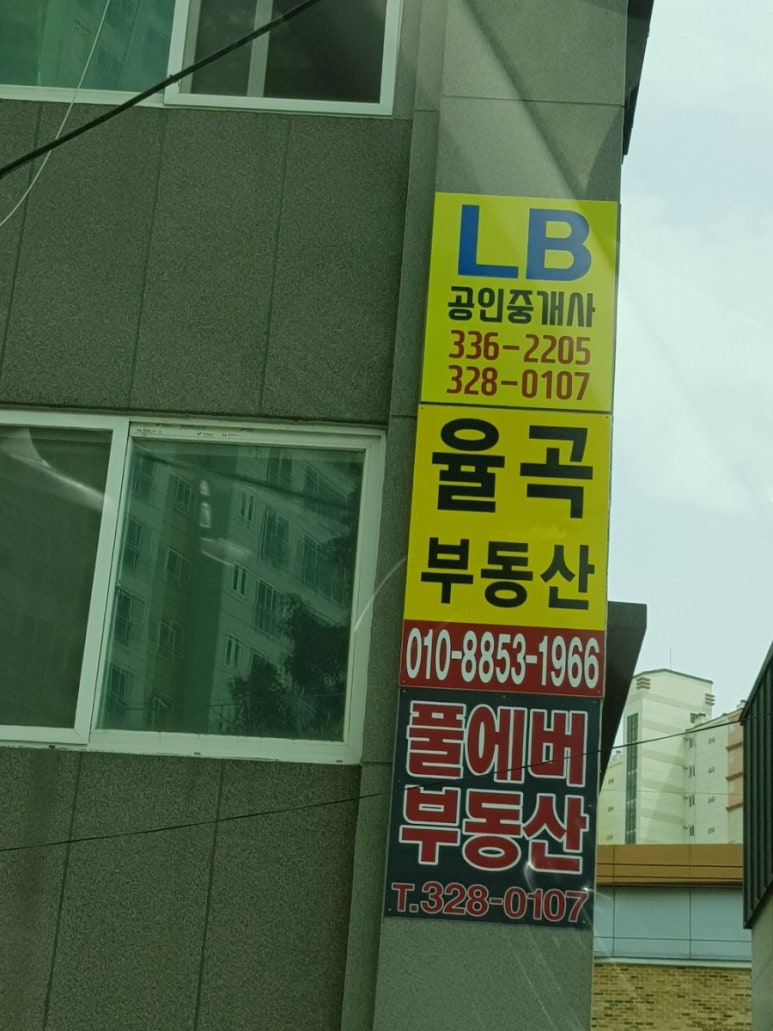 LB
공인중개사
336-2205
328-0107
율곡
부동산
010-8853-1966
풀에버
부동산
T.328-0107